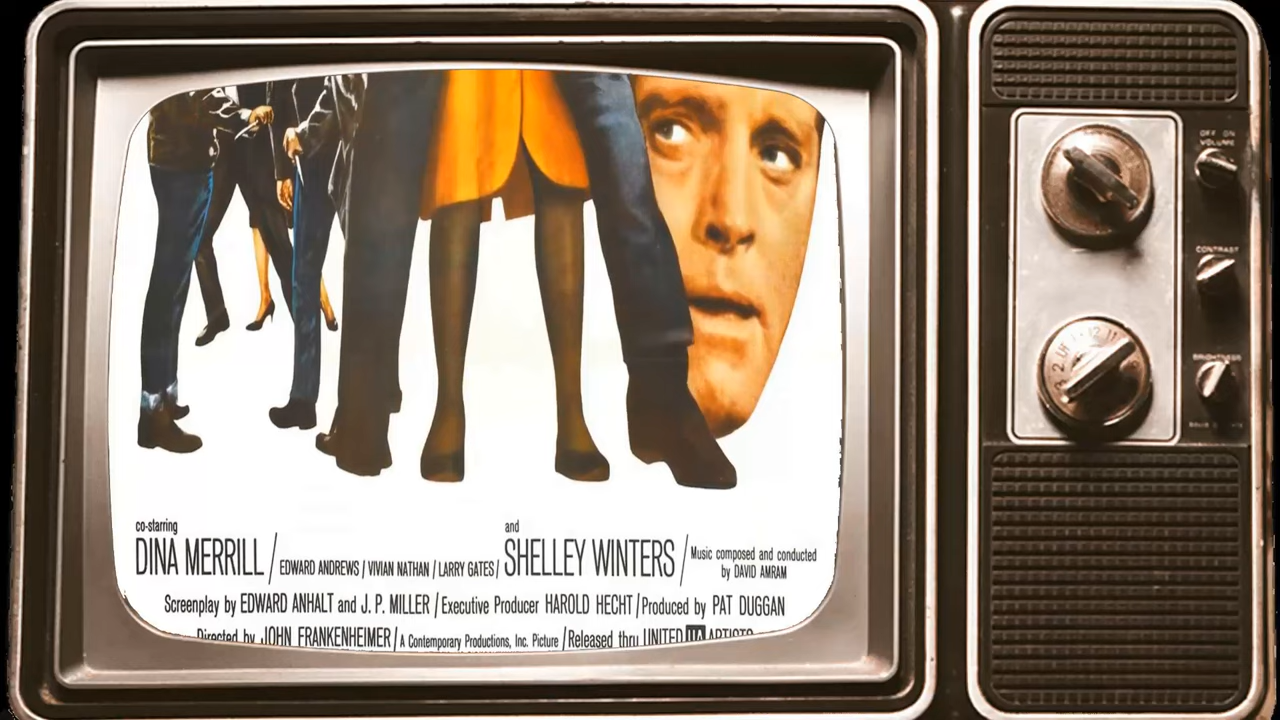 co-starring
and
DINA MERRILL / EDWARD ANDREWS / VIVIAN NATHAN / LARRY GATES / SHELLEY WINTERS / Music composed and conducted
by DAVID AMRAM
Screenplay by EDWARD ANHALT and J. P. MILLER / Executive Producer HAROLD HECHT / Produced by PAT DUGGAN
Directed by JOHN FRANKENHEIMER / A Contemporary Productions, Inc. Picture / Released thru UNITED UA ARTISTS
OFF ON
VOLUME
CONTRAST
BRIGHTNESS